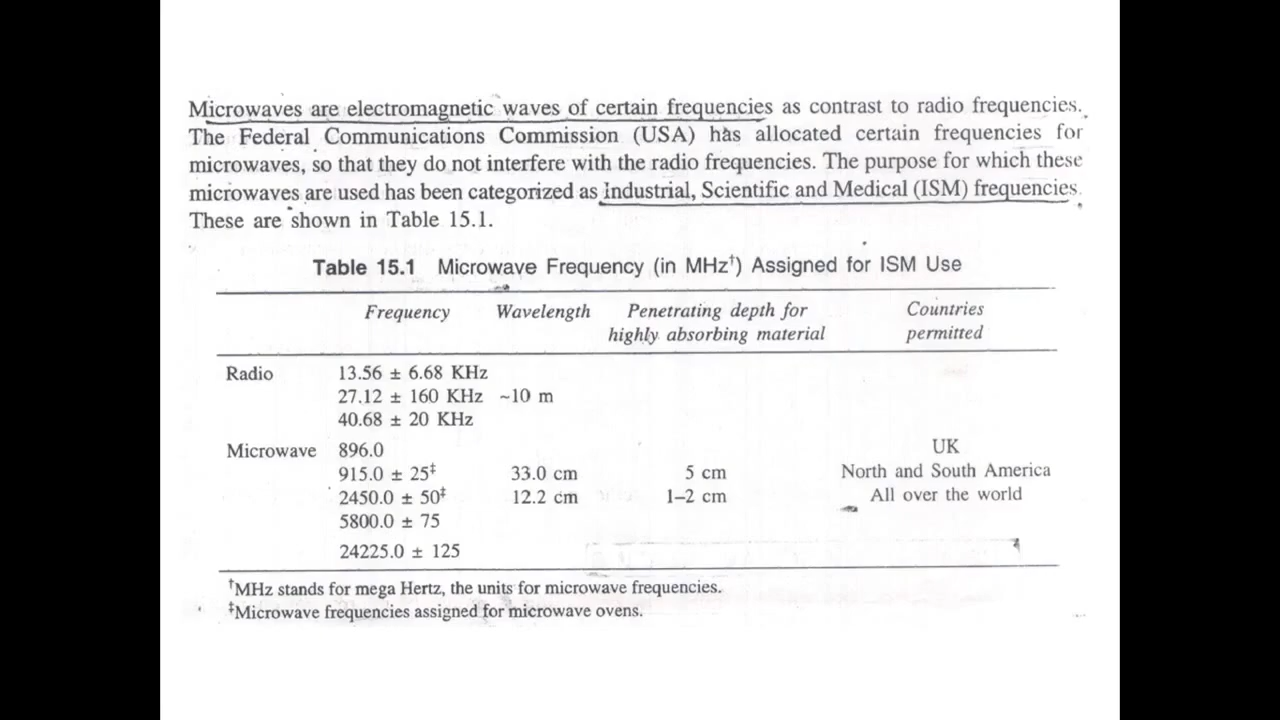 Microwaves are electromagnetic waves of certain frequencies as contrast to radio frequencies.
The Federal Communications Commission (USA) has allocated certain frequencies for
microwaves, so that they do not interfere with the radio frequencies. The purpose for which these
microwaves are used has been categorized as Industrial, Scientific and Medical (ISM) frequencies.
These are shown in Table 15.1.
Table 15.1 Microwave Frequency (in MHz†) Assigned for ISM Use
Frequency Wavelength Penetrating depth for Countries
highly absorbing material permitted
Radio 13.56 ± 6.68 KHz
27.12 ± 160 KHz ~10 m
40.68 ± 20 KHz
Microwave 896.0 UK
915.0 ± 25‡ 33.0 cm 5 cm North and South America
2450.0 ± 50‡ 12.2 cm 1–2 cm All over the world
5800.0 ± 75
24225.0 ± 125
†MHz stands for mega Hertz, the units for microwave frequencies.
‡Microwave frequencies assigned for microwave ovens.